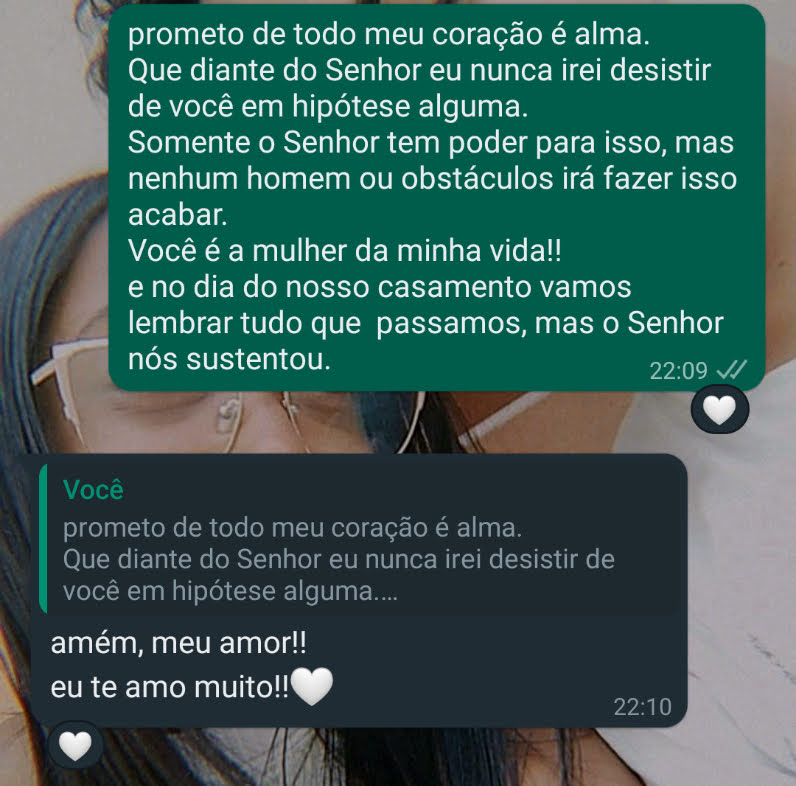 prometo de todo meu coração é alma.
Que diante do Senhor eu nunca irei desistir
de você em hipótese alguma.
Somente o Senhor tem poder para isso, mas
nenhum homem ou obstáculos irá fazer isso
acabar.
Você é a mulher da minha vida!!
e no dia do nosso casamento vamos
lembrar tudo que  passamos, mas o Senhor
nós sustentou.
22:09
Você
prometo de todo meu coração é alma.
Que diante do Senhor eu nunca irei desistir de
você em hipótese alguma....
amém, meu amor!!
eu te amo muito!!🤍
22:10